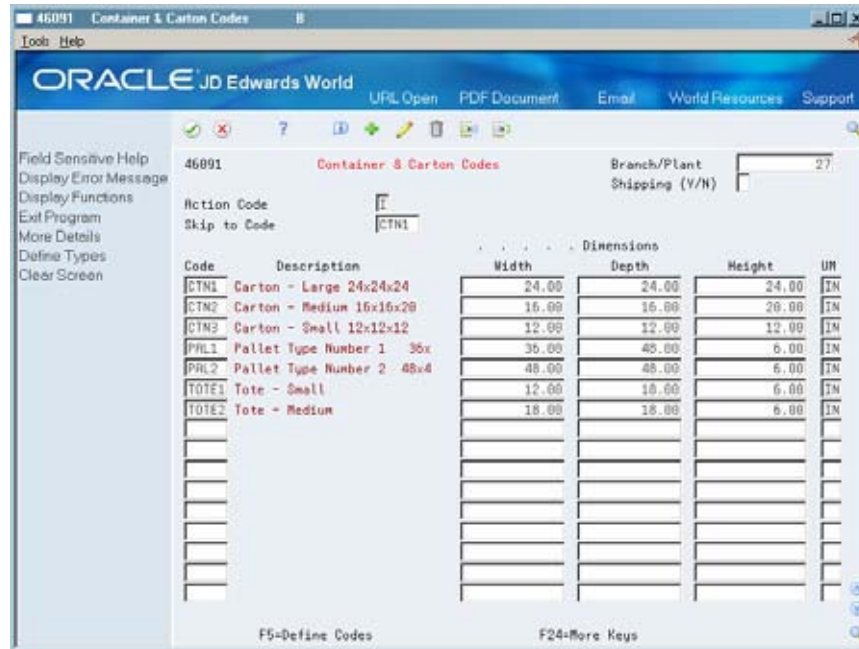 46091 Container & Carton Codes B
Tools Help
ORACLE JD Edwards World
URL Open PDF Document Email World Resources Support
Field Sensitive Help
Display Error Message
Display Functions
Exit Program
More Details
Define Types
Clear Screen
46091 Container & Carton Codes Branch/Plant 27
Shipping (Y/N)
Action Code I
Skip to Code CTN1
. . . . . Dimensions
Code Description Width Depth Height UM
CTN1 Carton - Large 24x24x24 24.00 24.00 24.00 IN
CTN2 Carton - Medium 16x16x20 16.00 16.00 20.00 IN
CTN3 Carton - Small 12x12x12 12.00 12.00 12.00 IN
PAL1 Pallet Type Number 1 36x 36.00 48.00 6.00 IN
PAL2 Pallet Type Number 2 48x4 48.00 48.00 6.00 IN
TOTE1 Tote - Small 12.00 18.00 6.00 IN
TOTE2 Tote - Medium 18.00 18.00 6.00 IN
F5=Define Codes F24=More Keys